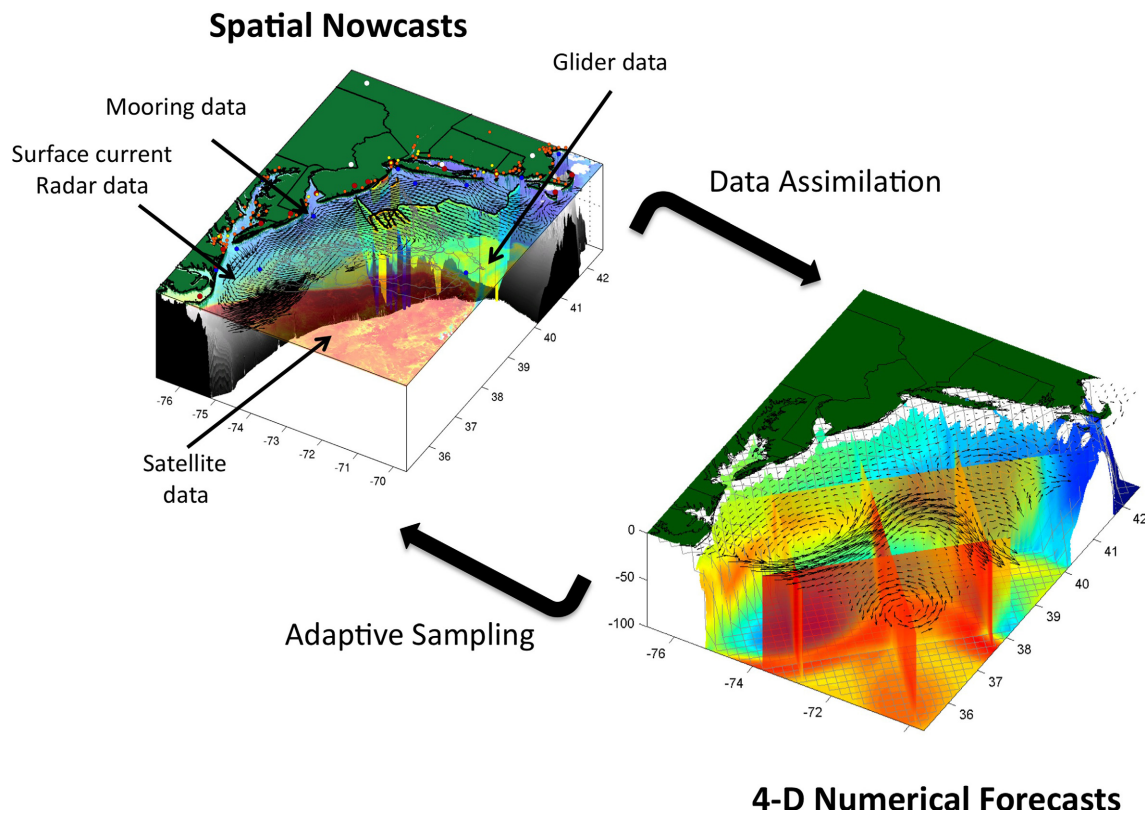 Spatial Nowcasts
Glider data
Mooring data
Surface current
Radar data
Data Assimilation
42
41
40
39
38
37
36
-76
-75
-74
-73
-72
-71
-70
Satellite
data
0
-50
-100
42
41
40
39
38
37
36
-76
-74
-72
Adaptive Sampling
4-D Numerical Forecasts